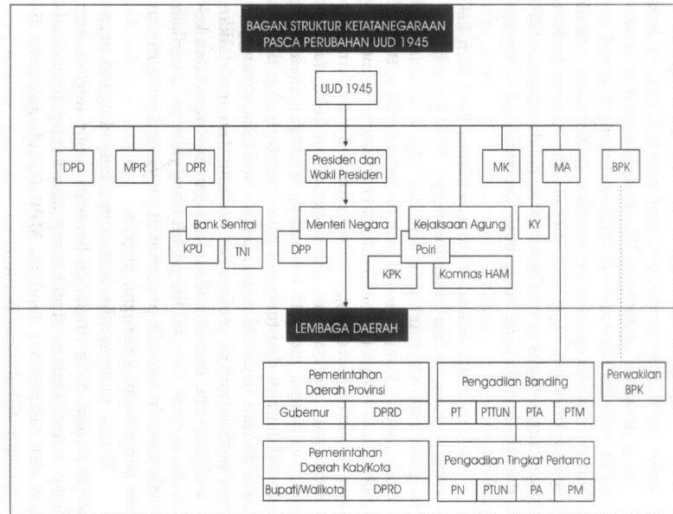 BAGAN STRUKTUR KETATANEGARAAN
PASCA PERUBAHAN UUD 1945
UUD 1945
DPD
MPR
DPR
Presiden dan
Wakil Presiden
MK
MA
BPK
Bank Sentral
KPU
TNI
Menteri Negara
DPP
Kejaksaan Agung
Polri
KPK
Komnas HAM
KY
LEMBAGA DAERAH
Pemerintahan
Daerah Provinsi
Gubernur
DPRD
Pemerintahan
Daerah Kab/Kota
Bupati/Walikota
DPRD
Pengadilan Banding
PT
PTTUN
PTA
PTM
Pengadilan Tingkat Pertama
PN
PTUN
PA
PM
Perwakilan
BPK